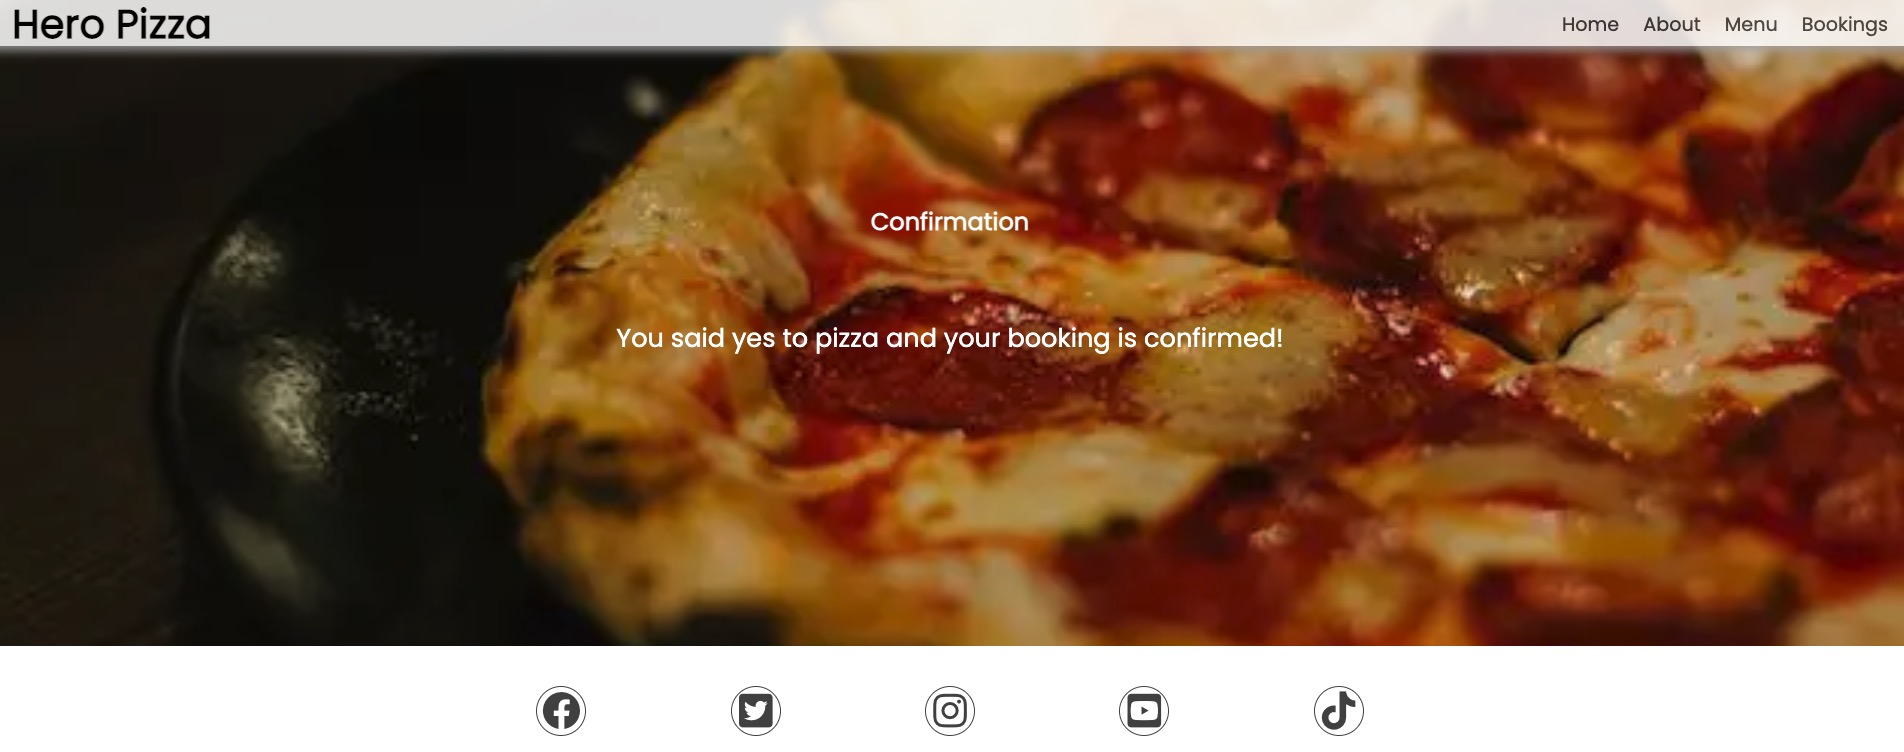 Hero Pizza
Home About Menu Bookings
Confirmation
You said yes to pizza and your booking is confirmed!